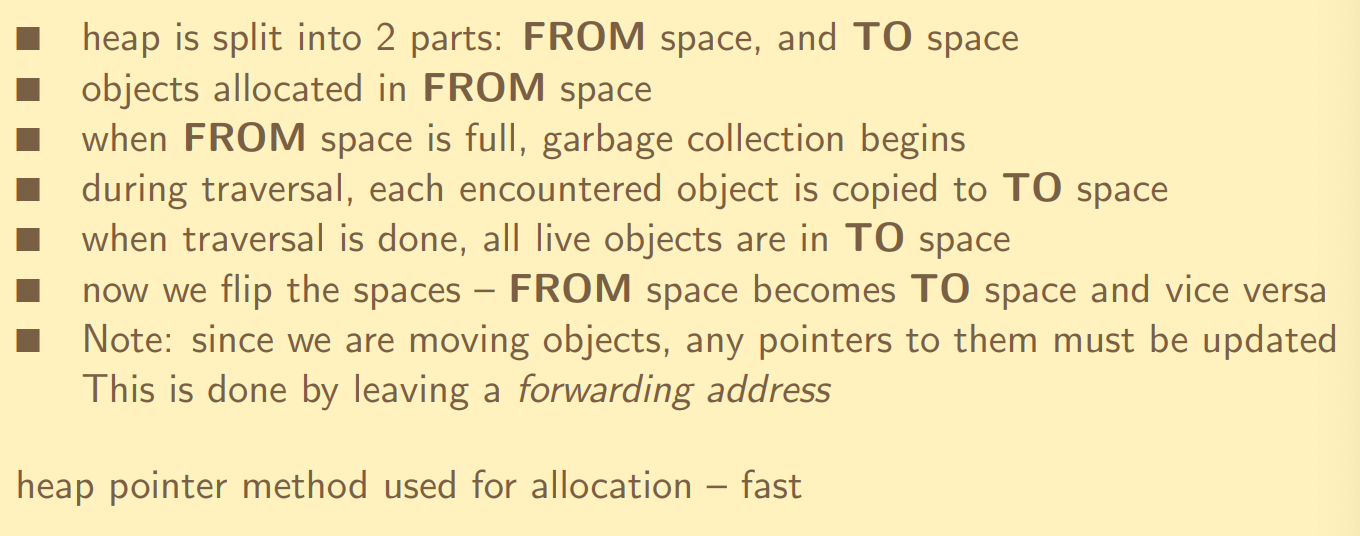 ■ heap is split into 2 parts: FROM space, and TO space
■ objects allocated in FROM space
■ when FROM space is full, garbage collection begins
■ during traversal, each encountered object is copied to TO space
■ when traversal is done, all live objects are in TO space
■ now we flip the spaces – FROM space becomes TO space and vice versa
■ Note: since we are moving objects, any pointers to them must be updated
This is done by leaving a forwarding address
heap pointer method used for allocation – fast